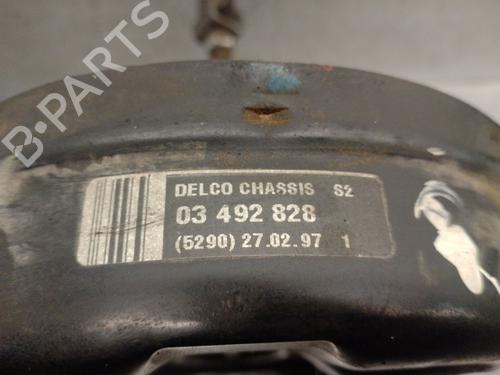 B-PARTS
DELCO CHASSIS S2
03 492 828
(5290) 27.02.97 1